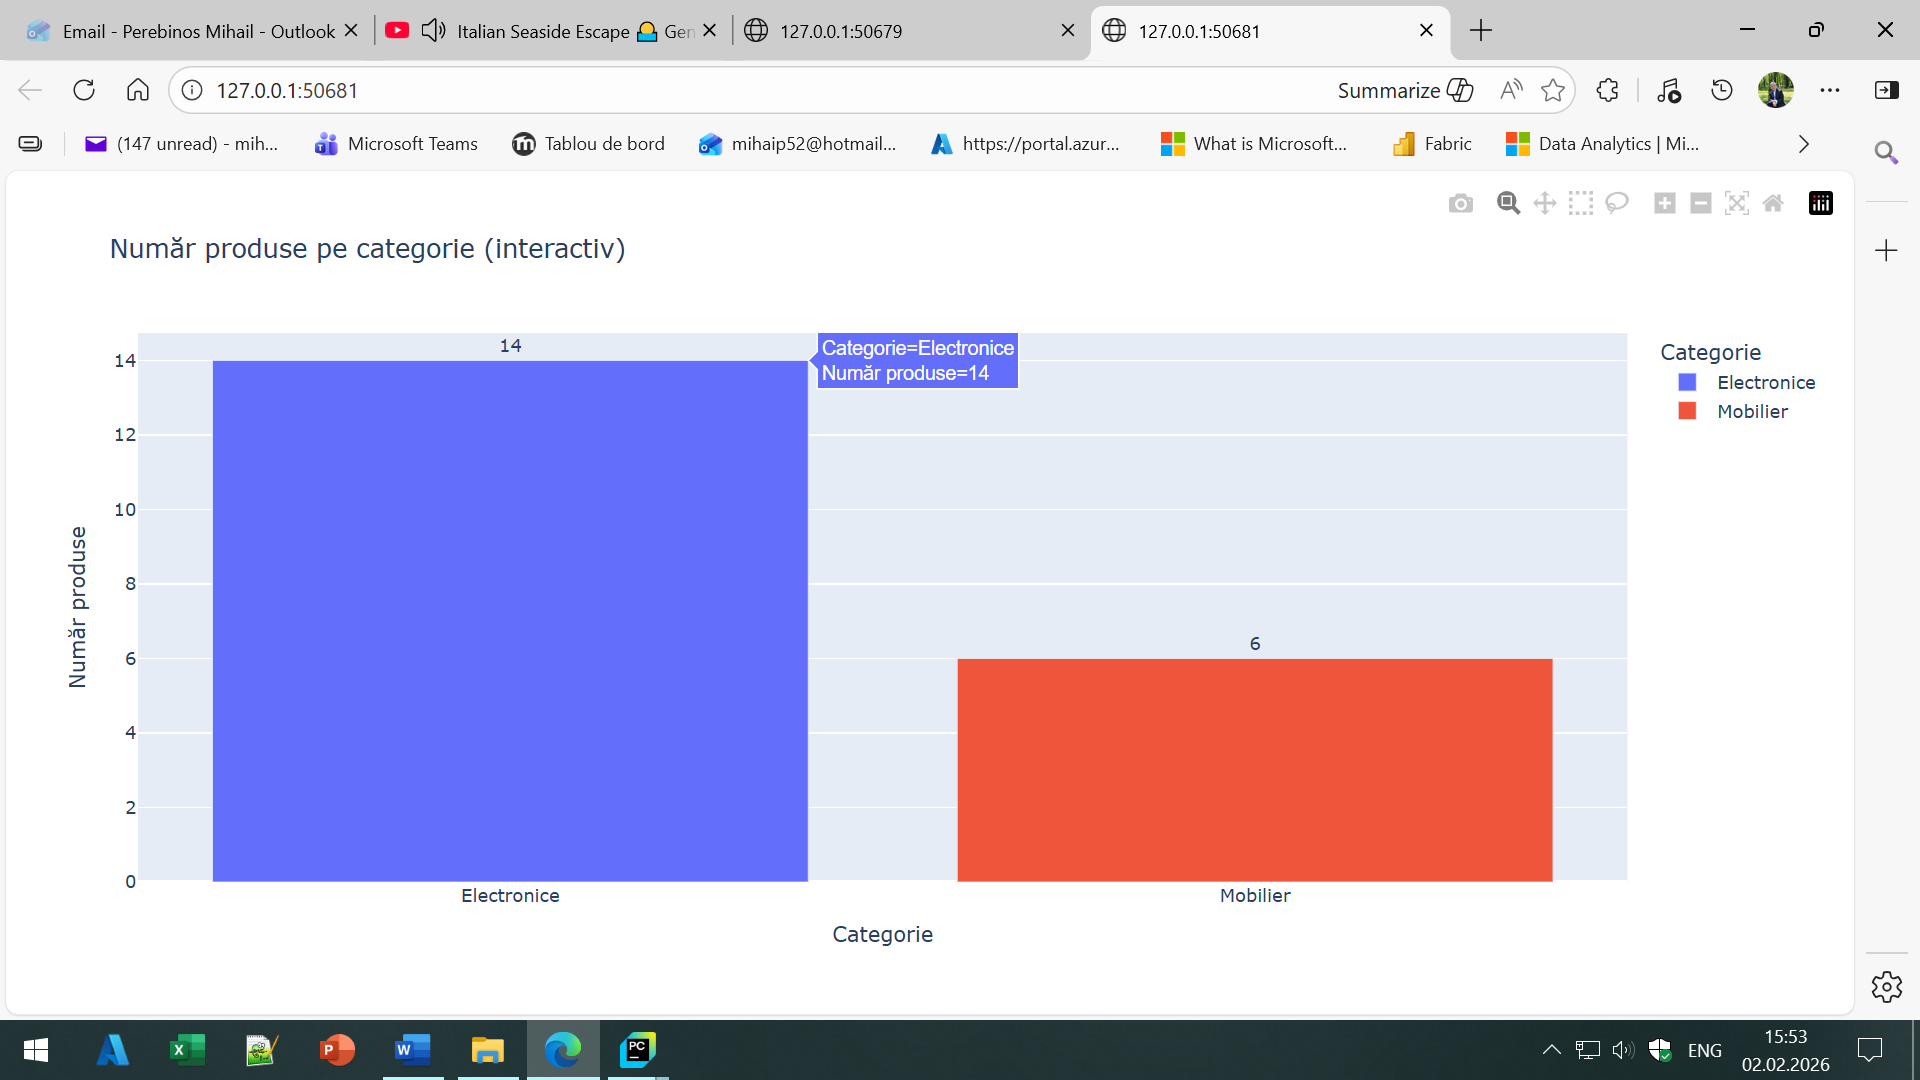 Email - Perebinos Mihail - Outlook
Italian Seaside Escape
127.0.0.1:50679
127.0.0.1:50681
127.0.0.1:50681
Summarize
(147 unread) - mih...
Microsoft Teams
Tablou de bord
mihaip52@hotmail...
https://portal.azur...
What is Microsoft...
Fabric
Data Analytics | Mi...
Număr produse pe categorie (interactiv)
14
Categorie=Electronice
Număr produse=14
6
14
12
10
8
6
4
2
0
Număr produse
Electronice
Mobilier
Categorie
Categorie
Electronice
Mobilier
ENG
15:53
02.02.2026